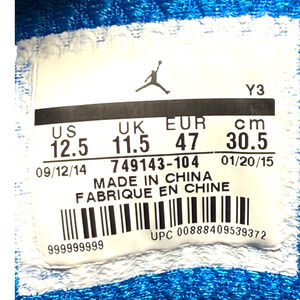 Y3
US UK EUR cm
12.5 11.5 47 30.5
09/12/14 749143-104 01/20/15
MADE IN CHINA
FABRIQUE EN CHINE
999999999
UPC 00888409539372